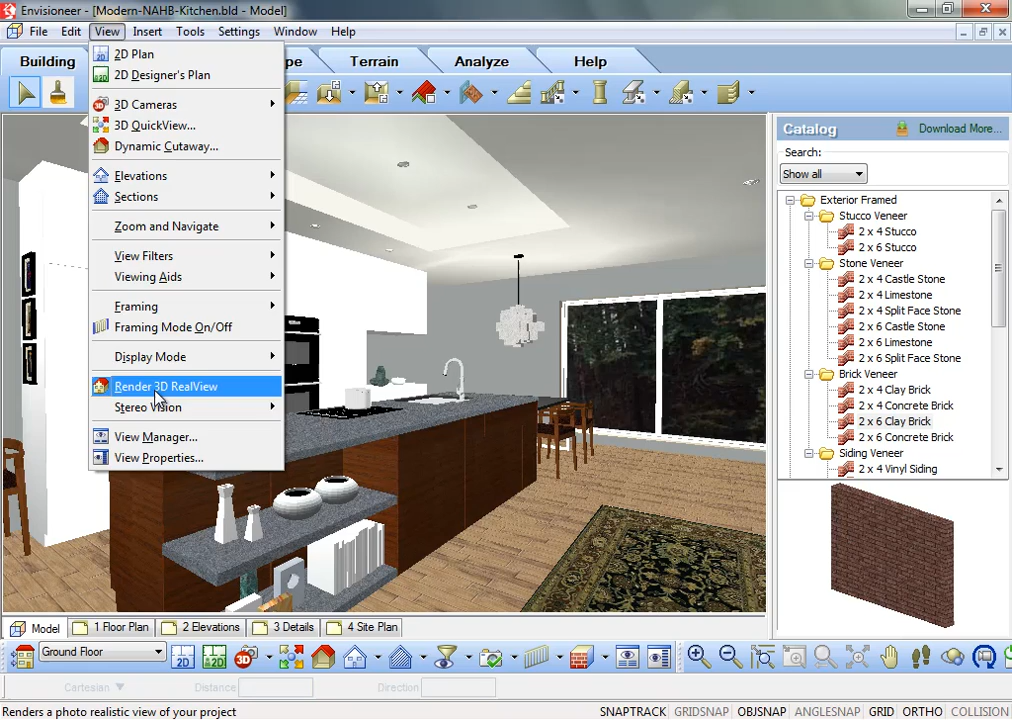 Envisioneer - [Modern-NAHB-Kitchen.bld - Model]
File Edit View Insert Tools Settings Window Help
Building pe Terrain Analyze Help
2D Plan
2D Designer's Plan
3D Cameras
3D QuickView...
Dynamic Cutaway...
Elevations
Sections
Zoom and Navigate
View Filters
Viewing Aids
Framing
Framing Mode On/Off
Display Mode
Render 3D RealView
Stereo Vision
View Manager...
View Properties...
Catalog Download More...
Search:
Show all
Exterior Framed
Stucco Veneer
2 x 4 Stucco
2 x 6 Stucco
Stone Veneer
2 x 4 Castle Stone
2 x 4 Limestone
2 x 4 Split Face Stone
2 x 6 Castle Stone
2 x 6 Limestone
2 x 6 Split Face Stone
Brick Veneer
2 x 4 Clay Brick
2 x 4 Concrete Brick
2 x 6 Clay Brick
2 x 6 Concrete Brick
Siding Veneer
2 x 4 Vinyl Siding
Model 1 Floor Plan 2 Elevations 3 Details 4 Site Plan
Ground Floor 2D 2D 3D
Cartesian Distance Direction
Renders a photo realistic view of your project SNAPTRACK GRIDSNAP OBJSNAP ANGLESNAP GRID ORTHO COLLISION